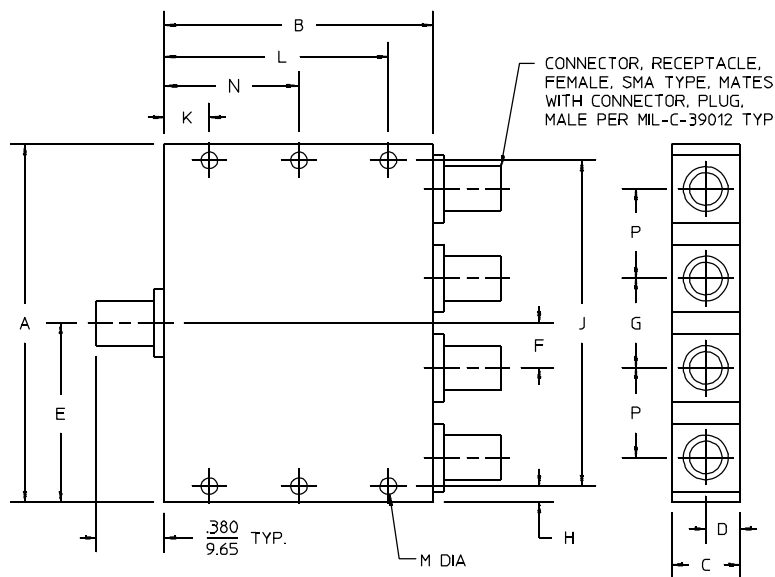 B
L
N
K
CONNECTOR, RECEPTACLE,
FEMALE, SMA TYPE, MATES
WITH CONNECTOR, PLUG,
MALE PER MIL-C-39012 TYP
P
A
G
J
F
E
P
.380
9.65 TYP.
H
D
M DIA
C